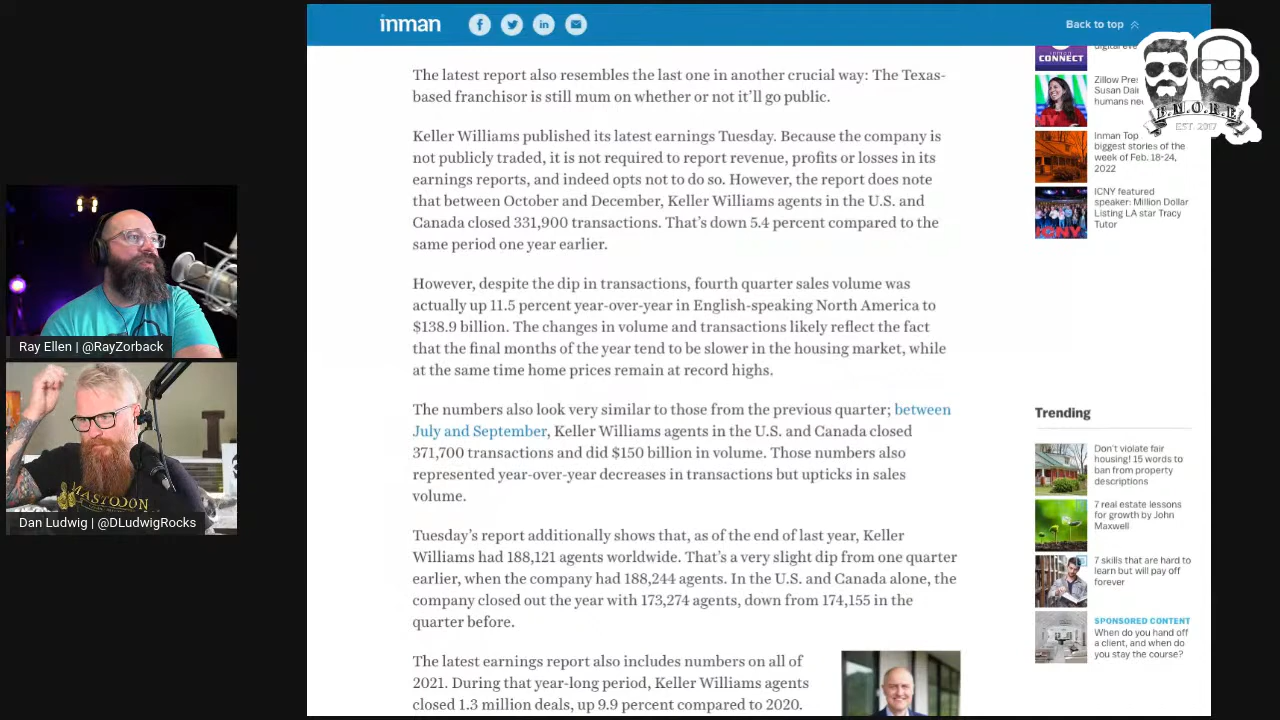 inman
f
in
Back to top
CONNECT
Zillow Pres
Susan Dai
humans ne
B.M.O.R.E
EST. 2017
Inman Top
biggest stories of the
week of Feb. 18-24,
2022
ICNY featured
speaker: Million Dollar
Listing LA star Tracy
Tutor
ICNY
The latest report also resembles the last one in another crucial way: The Texas-
based franchisor is still mum on whether or not it'll go public.
Keller Williams published its latest earnings Tuesday. Because the company is
not publicly traded, it is not required to report revenue, profits or losses in its
earnings reports, and indeed opts not to do so. However, the report does note
that between October and December, Keller Williams agents in the U.S. and
Canada closed 331,900 transactions. That's down 5.4 percent compared to the
same period one year earlier.
However, despite the dip in transactions, fourth quarter sales volume was
actually up 11.5 percent year-over-year in English-speaking North America to
$138.9 billion. The changes in volume and transactions likely reflect the fact
that the final months of the year tend to be slower in the housing market, while
at the same time home prices remain at record highs.
The numbers also look very similar to those from the previous quarter; between
July and September, Keller Williams agents in the U.S. and Canada closed
371,700 transactions and did $150 billion in volume. Those numbers also
represented year-over-year decreases in transactions but upticks in sales
volume.
Tuesday's report additionally shows that, as of the end of last year, Keller
Williams had 188,121 agents worldwide. That's a very slight dip from one quarter
earlier, when the company had 188,244 agents. In the U.S. and Canada alone, the
company closed out the year with 173,274 agents, down from 174,155 in the
quarter before.
The latest earnings report also includes numbers on all of
2021. During that year-long period, Keller Williams agents
closed 1.3 million deals, up 9.9 percent compared to 2020.
Trending
Don't violate fair
housing! 15 words to
ban from property
descriptions
7 real estate lessons
for growth by John
Maxwell
7 skills that are hard to
learn but will pay off
forever
SPONSORED CONTENT
When do you hand off
a client, and when do
you stay the course?
Ray Ellen | @RayZorback
MASTODON
Dan Ludwig | @DLudwigRocks